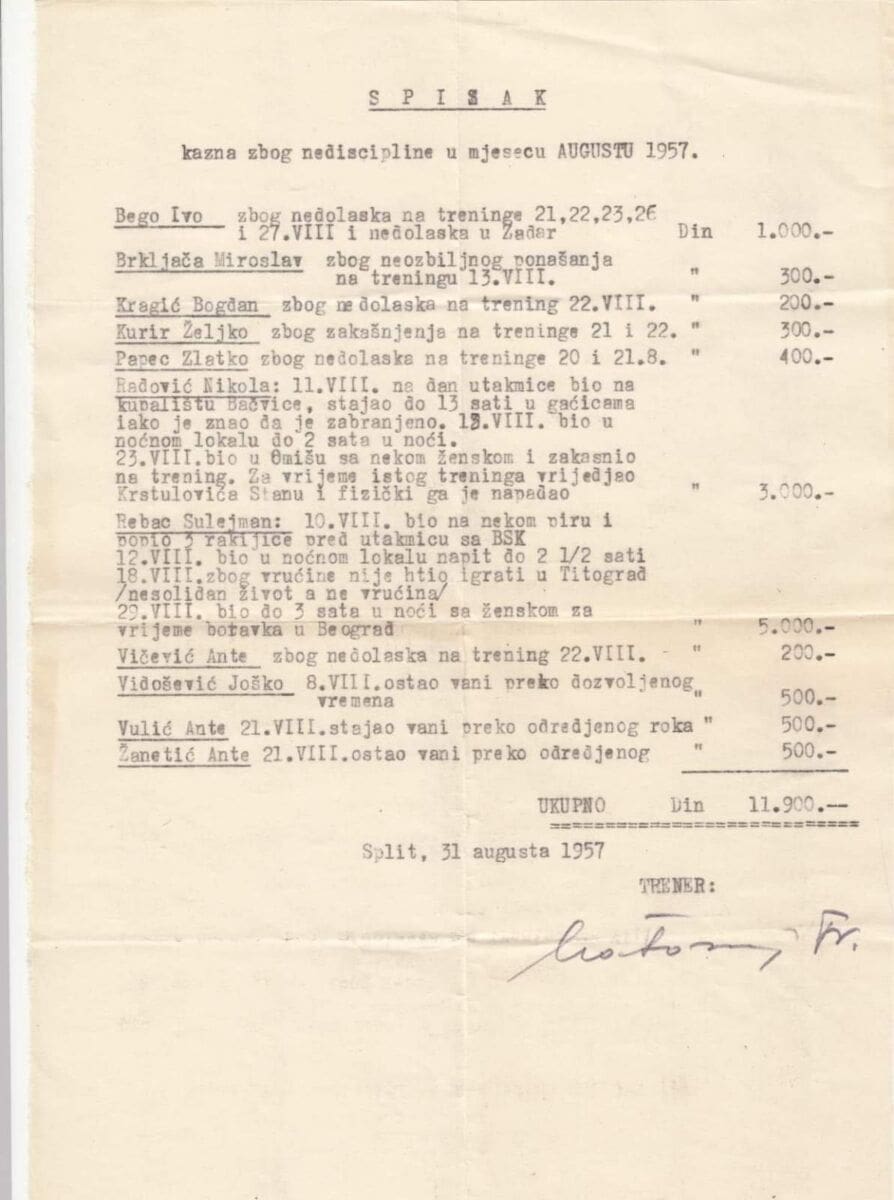 SPISAK
kazna zbog nediscipline u mjesecu AUGUSTU 1957.
Bego Ivo zbog nedolaska na treninge 21,22,23,26
i 27.VIII i nedolaska u Zadar Din 1.000.-
Brkljača Miroslav zbog neozbiljnog ponašanja
na treningu 13.VIII. " 300.-
Kragić Bogdan zbog nedolaska na trening 22.VIII. " 200.-
Kurir Željko zbog zakašnjenja na treninge 21 i 22. " 300.-
Papec Zlatko zbog nedolaska na treninge 20 i 21.8. " 400.-
Radović Nikola: 11.VIII. na dan utakmice bio na
kupalištu Bačvice, stajao do 13 sati u gaćicama
iako je znao da je zabranjeno. 13.VIII. bio u
noćnom lokalu do 2 sata u noći.
23.VIII.bio u Omišu sa nekom ženskom i zakasnio
na trening. Za vrijeme istog treninga vrijedjao
Krstulovića Stanu i fizički ga je napadao " 3.000.-
Rebac Sulejman: 10.VIII. bio na nekom piru i
popio 3 rakijice pred utakmicu sa BSK
12.VIII. bio u noćnom lokalu napit do 2 1/2 sati
18.VIII.zbog vrućine nije htio igrati u Titograd
/nesolidan život a ne vrućina/
29.VIII. bio do 3 sata u noći sa ženskom za
vrijeme boravka u Beograd " 5.000.-
Vičević Ante zbog nedolaska na trening 22.VIII. - " 200.-
Vidošević Joško 8.VIII.ostao vani preko dozvoljenog
vremena " 500.-
Vulić Ante 21.VIII.stajao vani preko odredjenog roka " 500.-
Žanetić Ante 21.VIII.ostao vani preko odredjenog " 500.-
UKUPNO Din 11.900.--
Split, 31 augusta 1957
TRENER:
Fr.